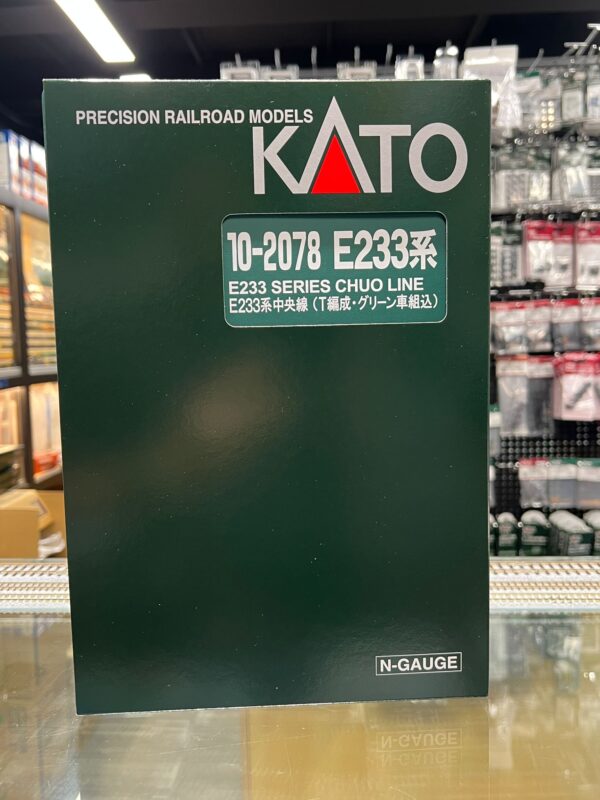 PRECISION RAILROAD MODELS
KATO
10-2078 E233系
E233 SERIES CHUO LINE
E233系中央線（T編成・グリーン車組込）
N-GAUGE
N-GAUGE